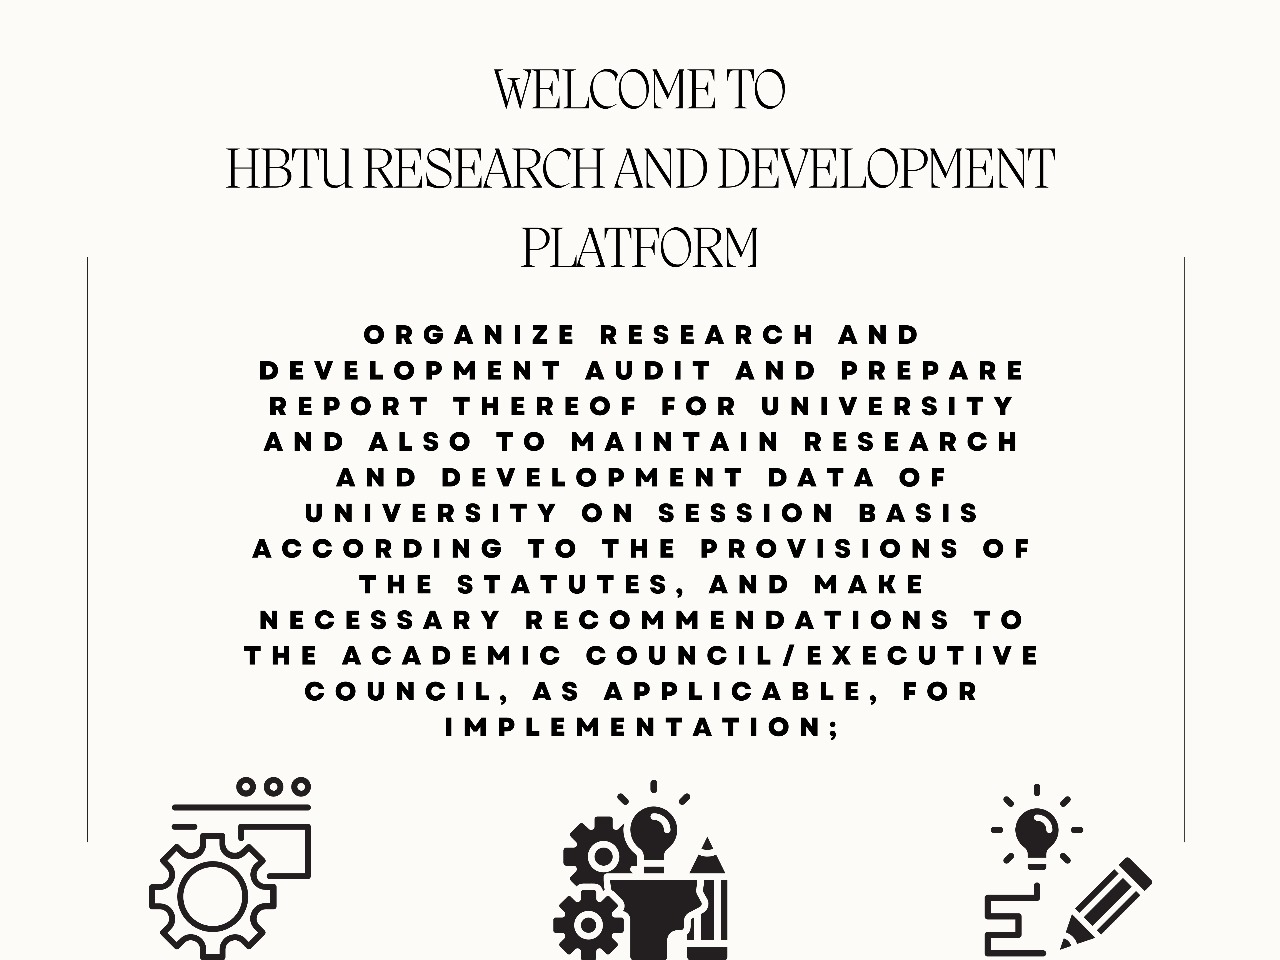 WELCOME TO
HBTU RESEARCH AND DEVELOPMENT
PLATFORM
ORGANIZE RESEARCH AND
DEVELOPMENT AUDIT AND PREPARE
REPORT THEREOF FOR UNIVERSITY
AND ALSO TO MAINTAIN RESEARCH
AND DEVELOPMENT DATA OF
UNIVERSITY ON SESSION BASIS
ACCORDING TO THE PROVISIONS OF
THE STATUTES, AND MAKE
NECESSARY RECOMMENDATIONS TO
THE ACADEMIC COUNCIL/EXECUTIVE
COUNCIL, AS APPLICABLE, FOR
IMPLEMENTATION;